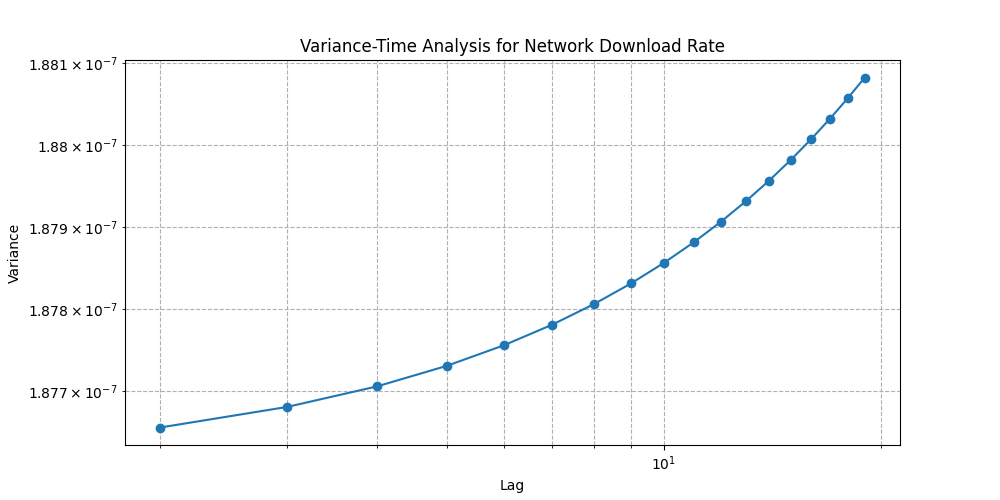 Variance-Time Analysis for Network Download Rate
1.881 × 10⁻⁷
1.88 × 10⁻⁷
1.879 × 10⁻⁷
1.878 × 10⁻⁷
1.877 × 10⁻⁷
Variance
10¹
Lag